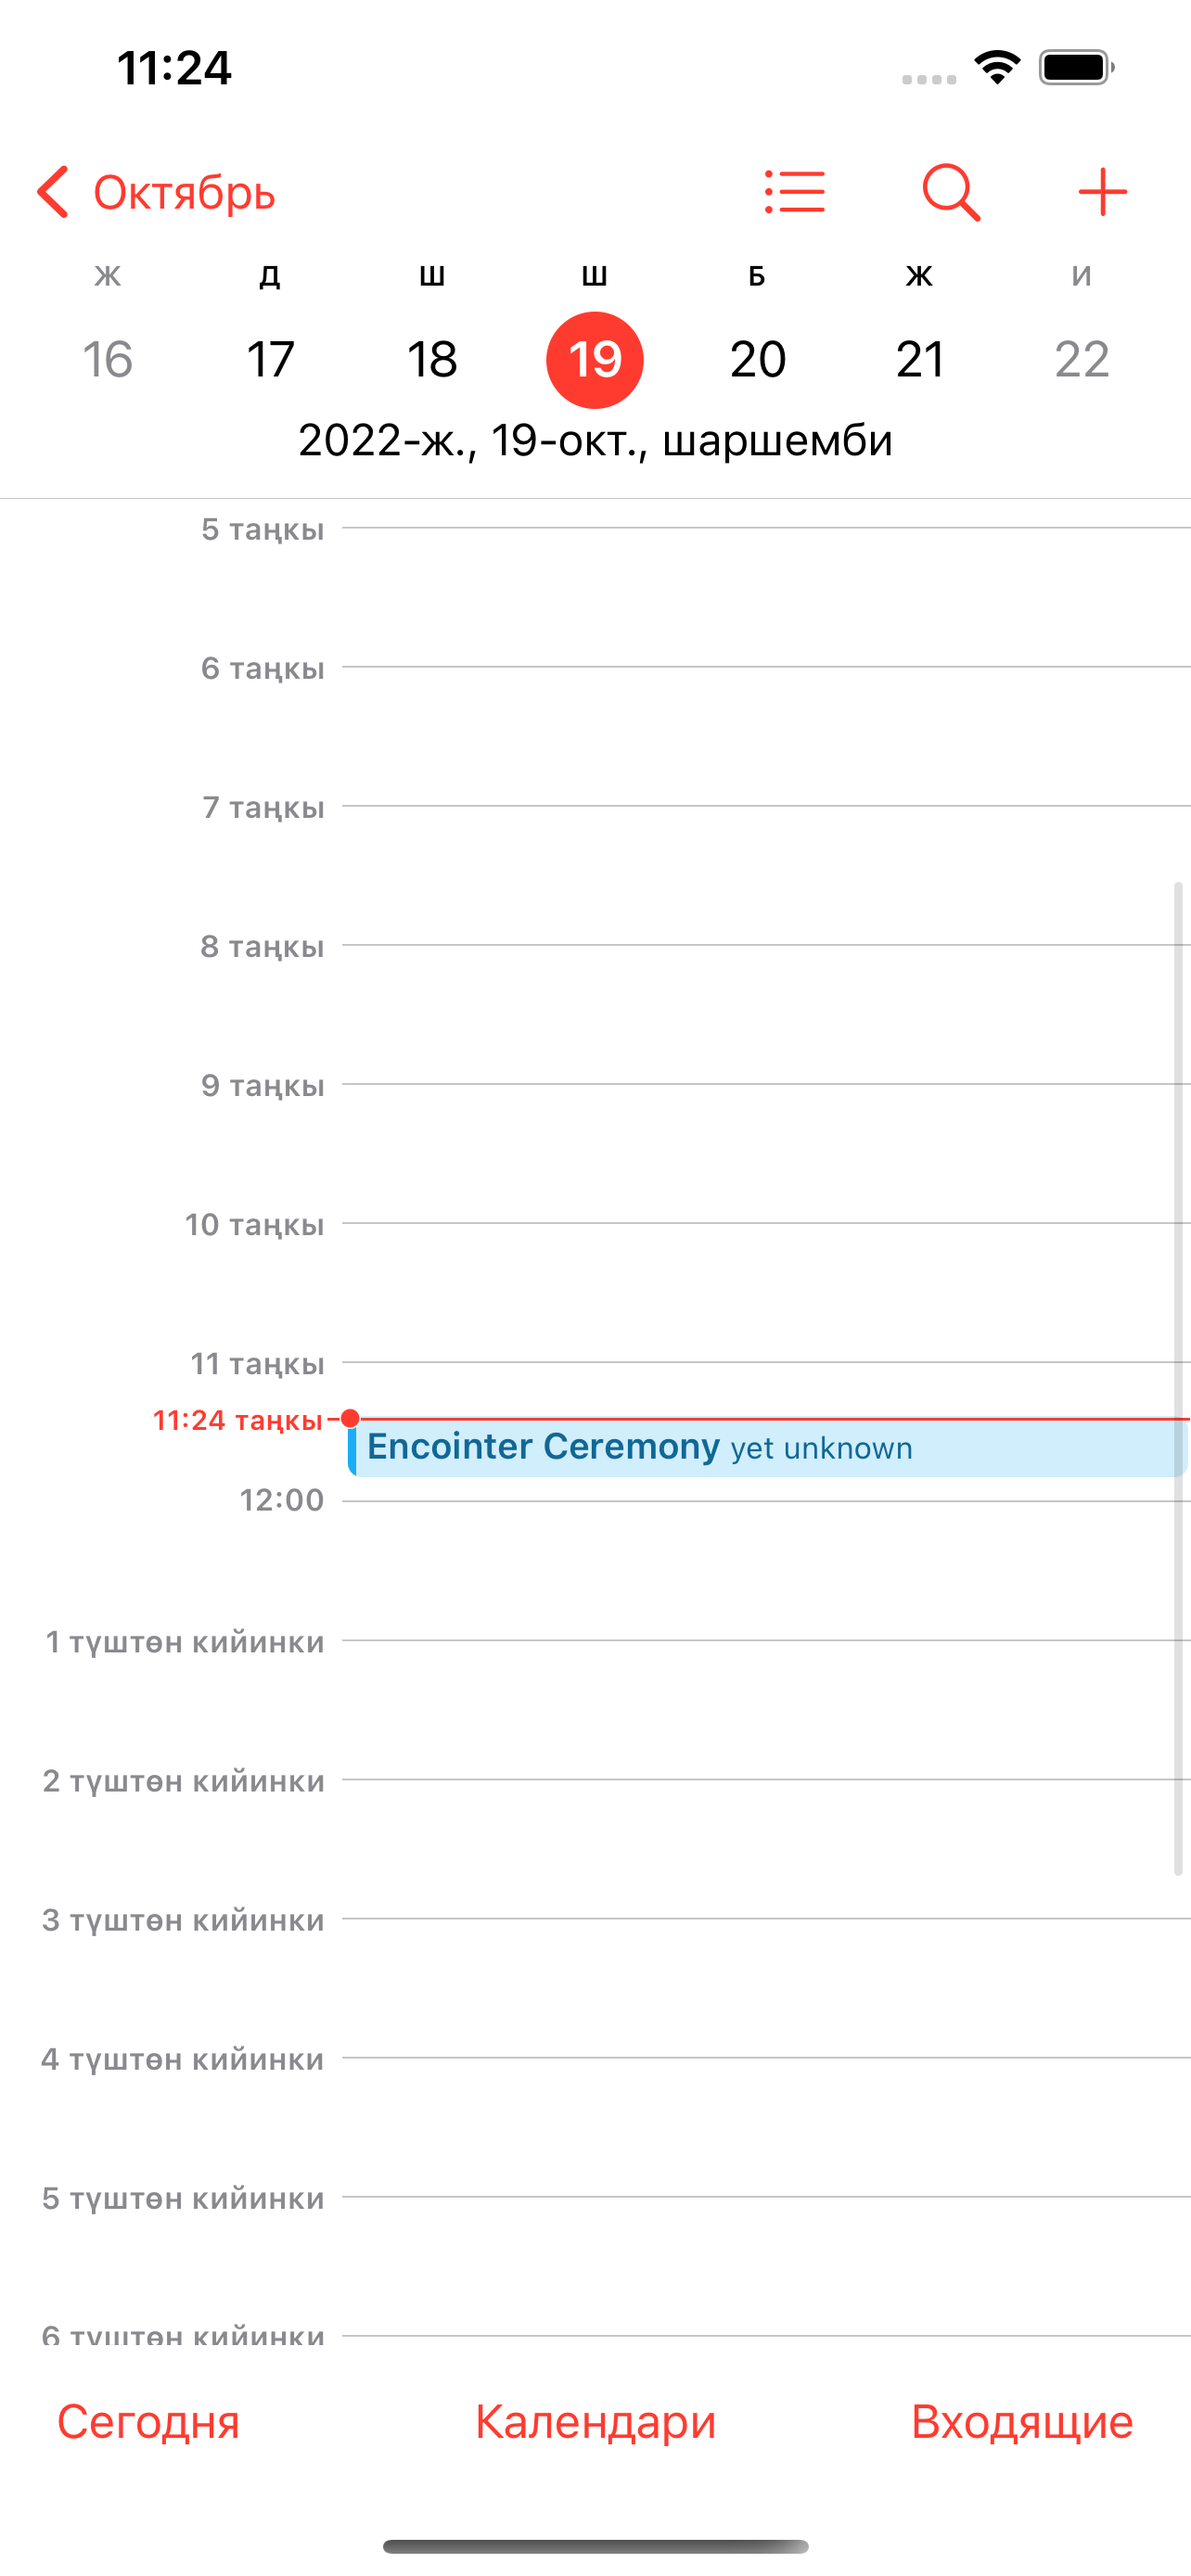 11:24
Октябрь
Ж Д Ш Ш Б Ж И
16 17 18 19 20 21 22
2022-ж., 19-окт., шаршемби
5 таңкы
6 таңкы
7 таңкы
8 таңкы
9 таңкы
10 таңкы
11 таңкы
11:24 таңкы
Encointer Ceremony yet unknown
12:00
1 түштөн кийинки
2 түштөн кийинки
3 түштөн кийинки
4 түштөн кийинки
5 түштөн кийинки
6 түштөн кийинки
Сегодня Календари Входящие